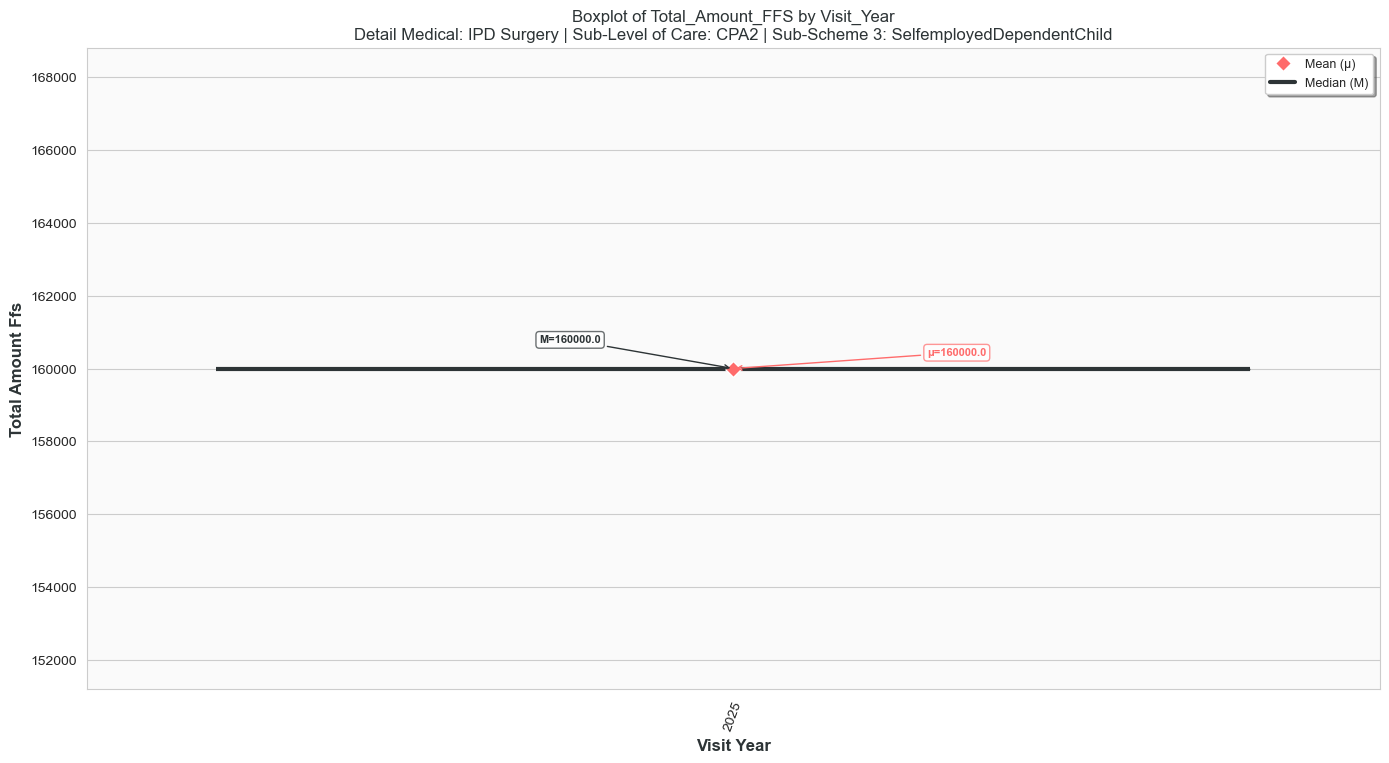 Boxplot of Total_Amount_FFS by Visit_Year
Detail Medical: IPD Surgery | Sub-Level of Care: CPA2 | Sub-Scheme 3: SelfemployedDependentChild
Mean (μ)
Median (M)
168000
166000
164000
162000
160000
158000
156000
154000
152000
Total Amount Ffs
M=160000.0
μ=160000.0
2025
Visit Year